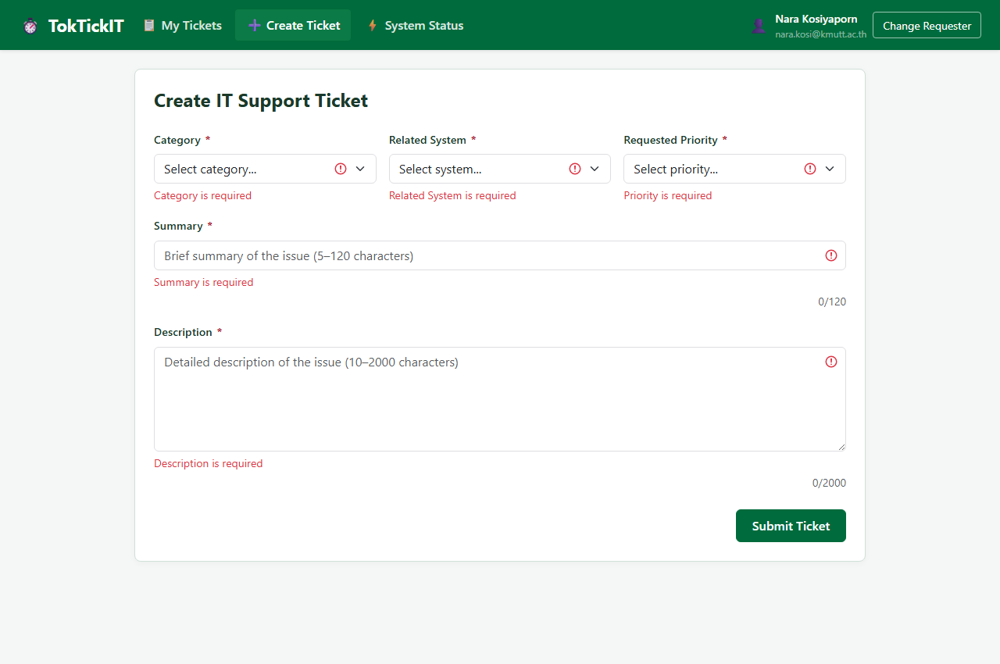 TokTickIT
My Tickets
Create Ticket
System Status
Nara Kosiyaporn
nara.kosi@kmutt.ac.th
Change Requester
Create IT Support Ticket
Category *
Related System *
Requested Priority *
Select category...
Select system...
Select priority...
Category is required
Related System is required
Priority is required
Summary *
Brief summary of the issue (5–120 characters)
Summary is required
0/120
Description *
Detailed description of the issue (10–2000 characters)
Description is required
0/2000
Submit Ticket